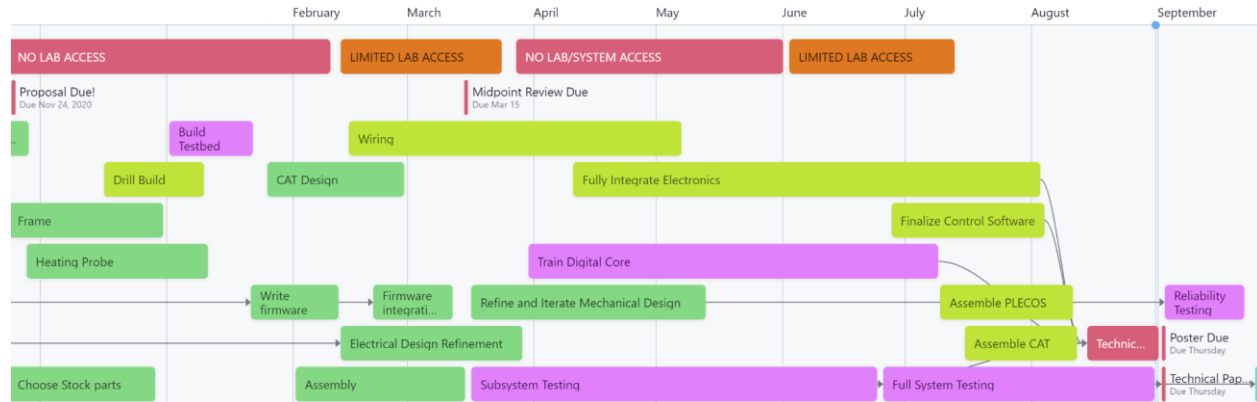 February March April May June July August September
NO LAB ACCESS LIMITED LAB ACCESS NO LAB/SYSTEM ACCESS LIMITED LAB ACCESS
Proposal Due!
Due Nov 24, 2020
Midpoint Review Due
Due Mar 15
..
Build
Testbed
Wiring
Drill Build CAT Design Fully Integrate Electronics
Frame Finalize Control Software
Heating Probe Train Digital Core
Write
firmware
Firmware
integrati...
Refine and Iterate Mechanical Design Assemble PLECOS
Reliability
Testing
Electrical Design Refinement Assemble CAT Technic...
Poster Due
Due Thursday
Choose Stock parts Assembly Subsystem Testing Full System Testing
Technical Pap...
Due Thursday